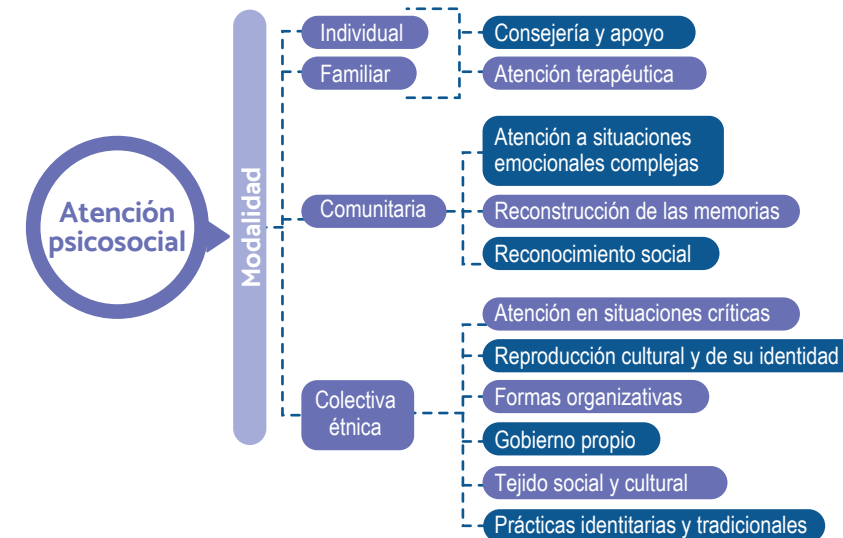 Atención
psicosocial
Modalidad
Individual
Familiar
Consejería y apoyo
Atención terapéutica
Comunitaria
Atención a situaciones
emocionales complejas
Reconstrucción de las memorias
Reconocimiento social
Colectiva
étnica
Atención en situaciones críticas
Reproducción cultural y de su identidad
Formas organizativas
Gobierno propio
Tejido social y cultural
Prácticas identitarias y tradicionales